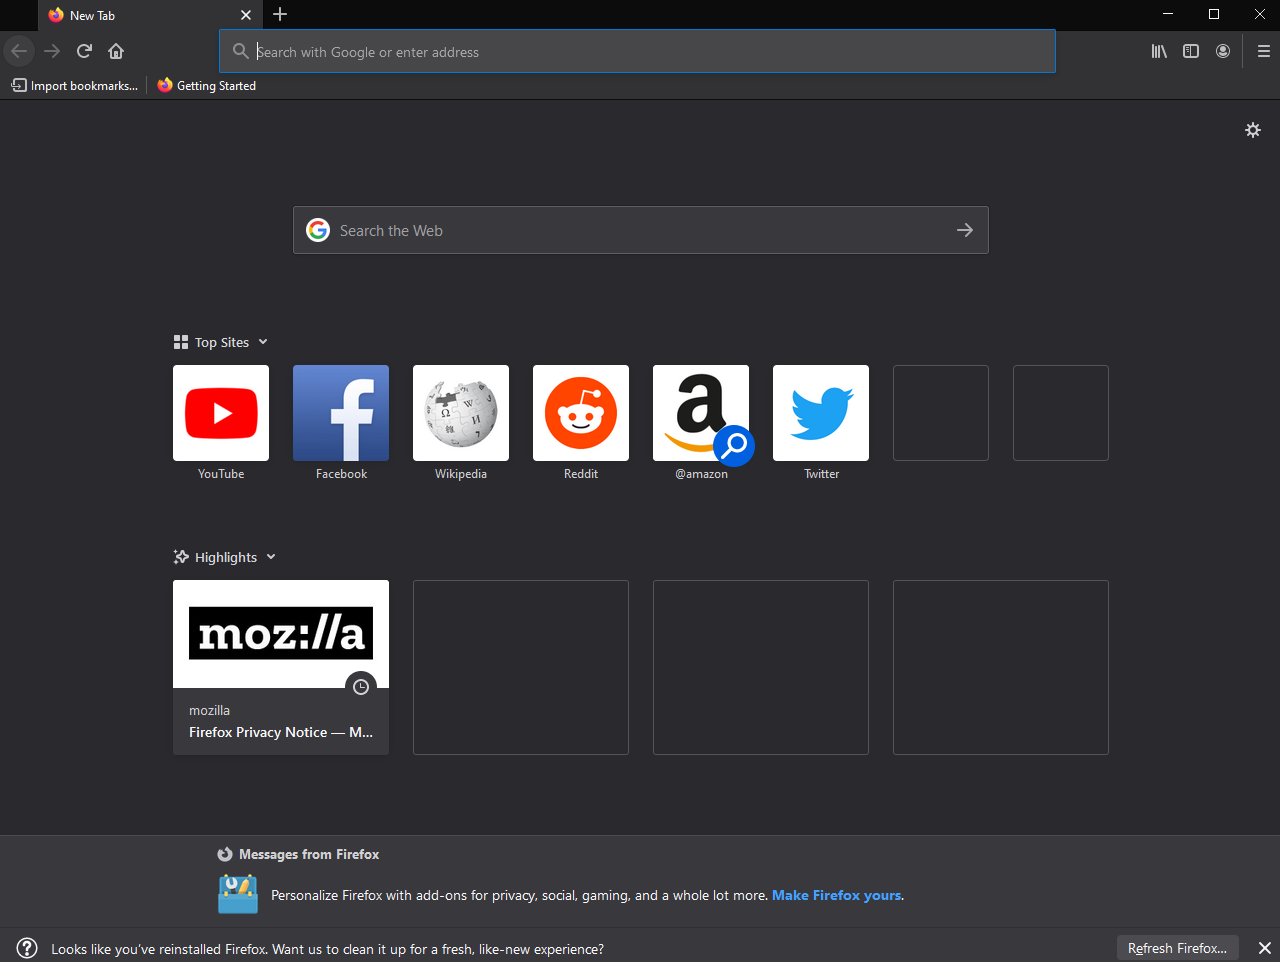 New Tab
Search with Google or enter address
Import bookmarks...
Getting Started
Search the Web
Top Sites
YouTube
Facebook
Wikipedia
Reddit
@amazon
Twitter
Highlights
moz://a
mozilla
Firefox Privacy Notice — M...
Messages from Firefox
Personalize Firefox with add-ons for privacy, social, gaming, and a whole lot more. Make Firefox yours.
Looks like you've reinstalled Firefox. Want us to clean it up for a fresh, like-new experience?
Refresh Firefox...